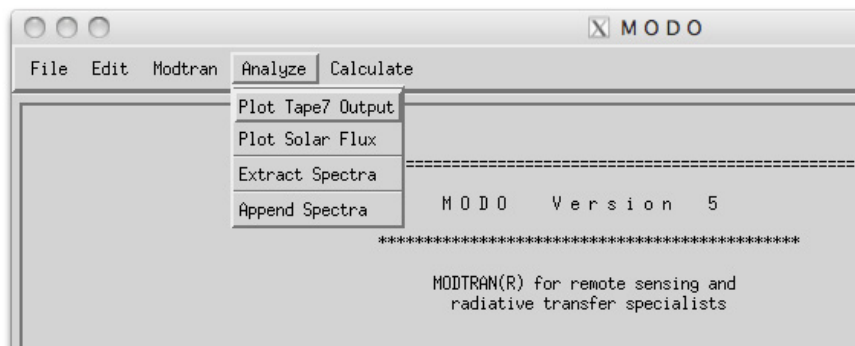 X MODO
File Edit Modtran Analyze Calculate
Plot Tape7 Output
Plot Solar Flux
Extract Spectra
Append Spectra
==================================================
MODO Version 5
**********************************************
MODTRAN(R) for remote sensing and
radiative transfer specialists